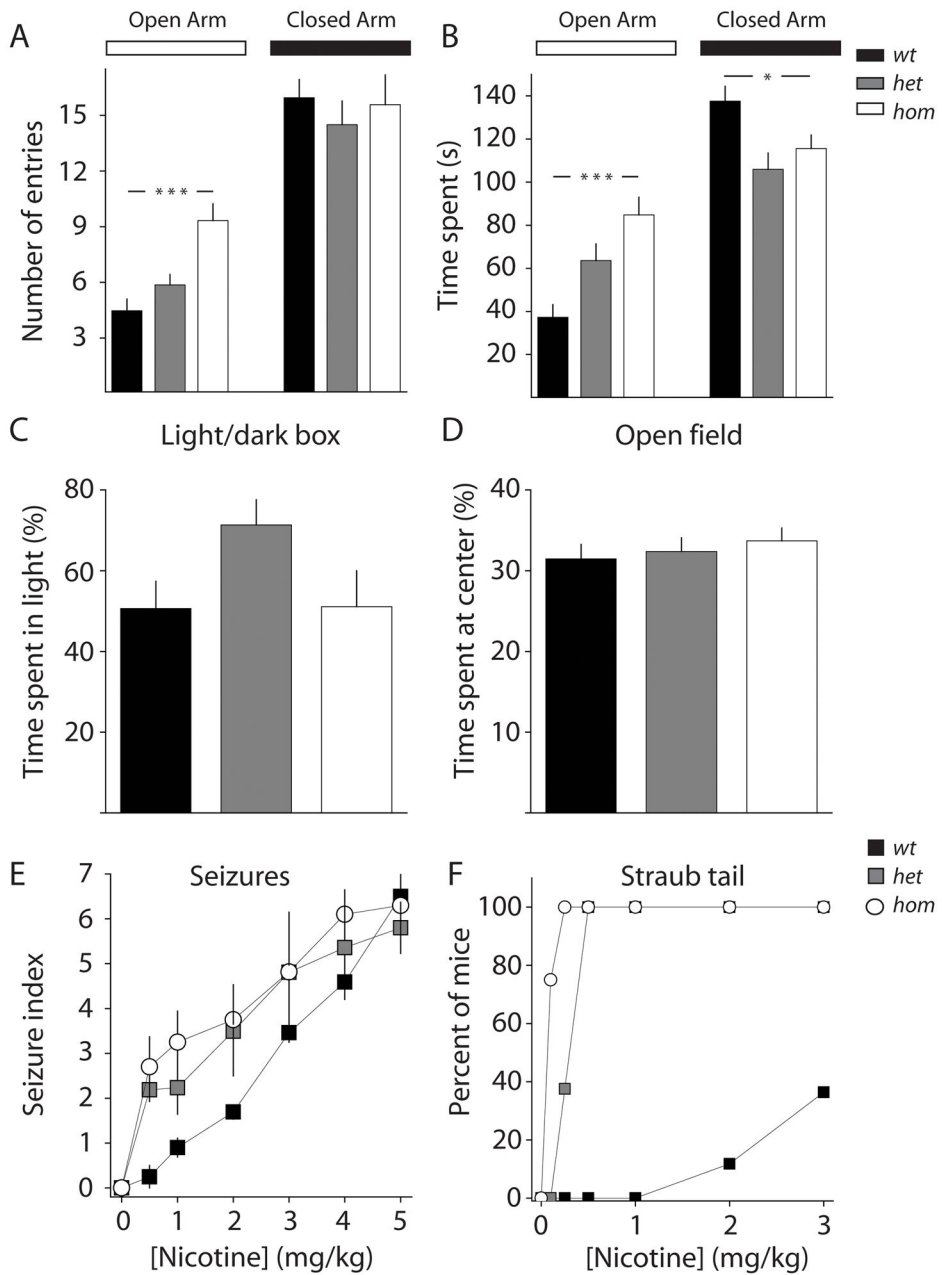 A
Open Arm
Closed Arm
Number of entries
15
12
9
6
3
***
B
Open Arm
Closed Arm
wt
het
hom
Time spent (s)
140
120
100
80
60
40
20
***
*
C
Light/dark box
Time spent in light (%)
80
60
40
20
D
Open field
Time spent at center (%)
40
30
20
10
E
Seizures
Seizure index
7
6
5
4
3
2
1
0
0 1 2 3 4 5
[Nicotine] (mg/kg)
F
Straub tail
wt
het
hom
Percent of mice
100
80
60
40
20
0
0 1 2 3
[Nicotine] (mg/kg)